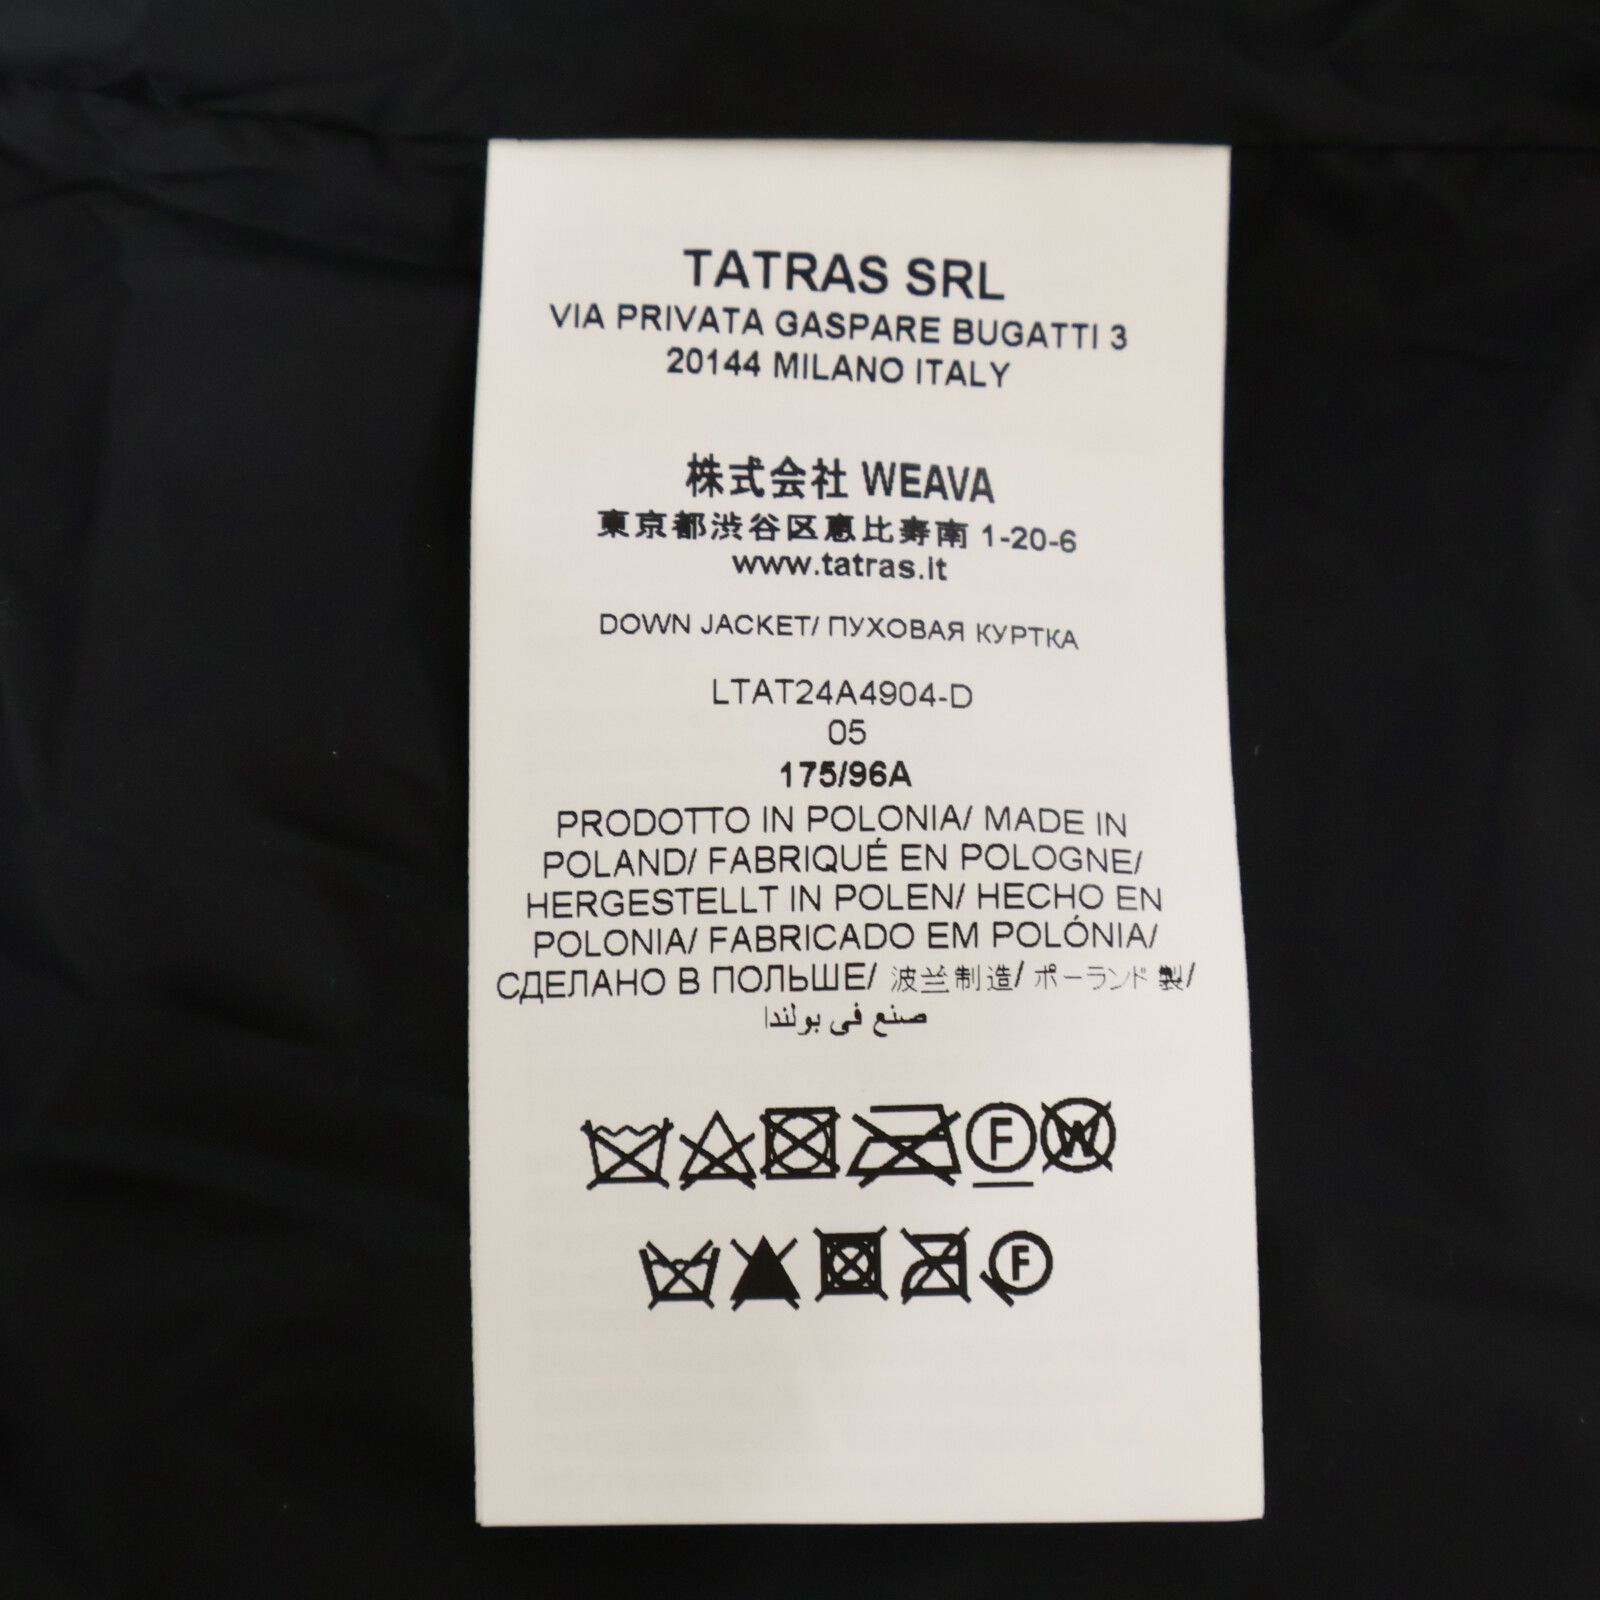 TATRAS SRL
VIA PRIVATA GASPARE BUGATTI 3
20144 MILANO ITALY
株式会社 WEAVA
東京都渋谷区恵比寿南 1-20-6
www.tatras.it
DOWN JACKET/ ПУХОВАЯ КУРТКА
LTAT24A4904-D
05
175/96A
PRODOTTO IN POLONIA/ MADE IN
POLAND/ FABRIQUÉ EN POLOGNE/
HERGESTELLT IN POLEN/ HECHO EN
POLONIA/ FABRICADO EM POLÓNIA/
СДЕЛАНО В ПОЛЬШЕ/ 波兰制造/ ポーランド 製/
صنع في بولندا
F W
F